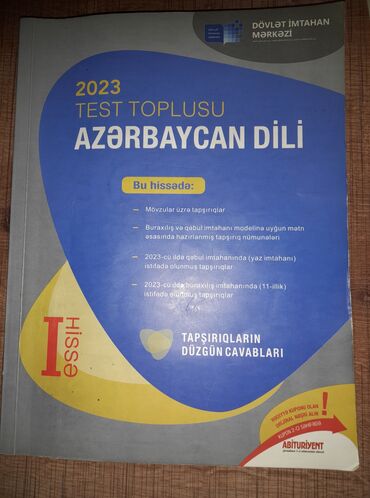 DÖVLƏT İMTAHAN
MƏRKƏZİ
2023
TEST TOPLUSU
AZƏRBAYCAN DİLİ
Bu hissədə:
— Mövzular üzrə tapşırıqlar
— Buraxılış və qəbul imtahanı modelinə uyğun mətn
əsasında hazırlanmış tapşırıq nümunələri
— 2023-cü ildə qəbul imtahanında (yaz imtahanı)
istifadə olunmuş tapşırıqlar
— 2023-cü ildə buraxılış imtahanında (11-illik)
istifadə olunmuş tapşırıqlar
I Hissə
TAPŞIRIQLARIN
DÜZGÜN CAVABLARI
ABİTURİYENT